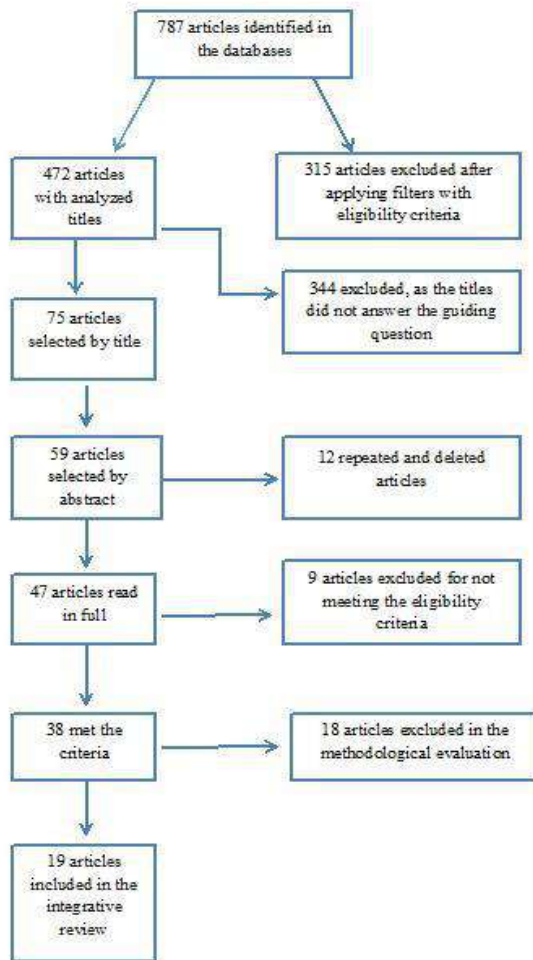 787 articles identified in
the databases
472 articles
with analyzed
titles
315 articles excluded after
applying filters with
eligibility criteria
344 excluded, as the titles
did not answer the guiding
question
75 articles
selected by title
59 articles
selected by
abstract
12 repeated and deleted
articles
47 articles read
in full
9 articles excluded for not
meeting the eligibility
criteria
38 met the
criteria
18 articles excluded in the
methodological evaluation
19 articles
included in the
integrative
review